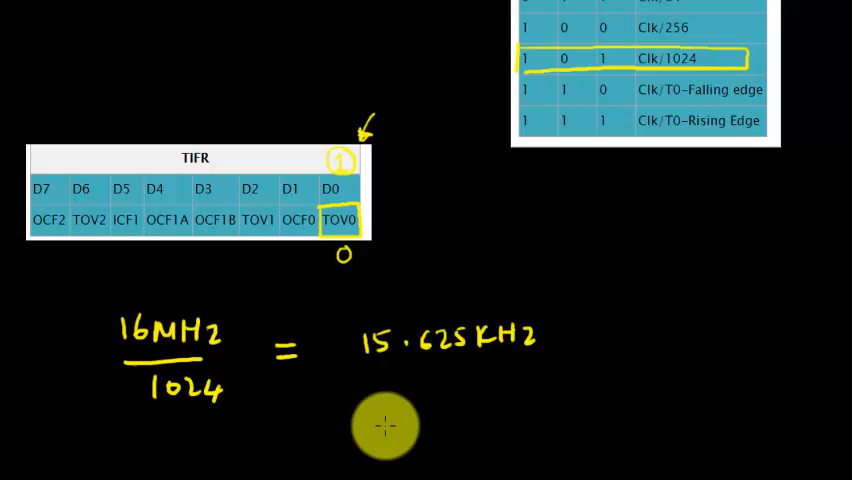 1 0 0 Clk/256
1 0 1 Clk/1024
1 1 0 Clk/T0-Falling edge
1 1 1 Clk/T0-Rising Edge
TIFR 1
D7 D6 D5 D4 D3 D2 D1 D0
OCF2 TOV2 ICF1 OCF1A OCF1B TOV1 OCF0 TOV0
0
16MHz
1024
= 15.625KHz